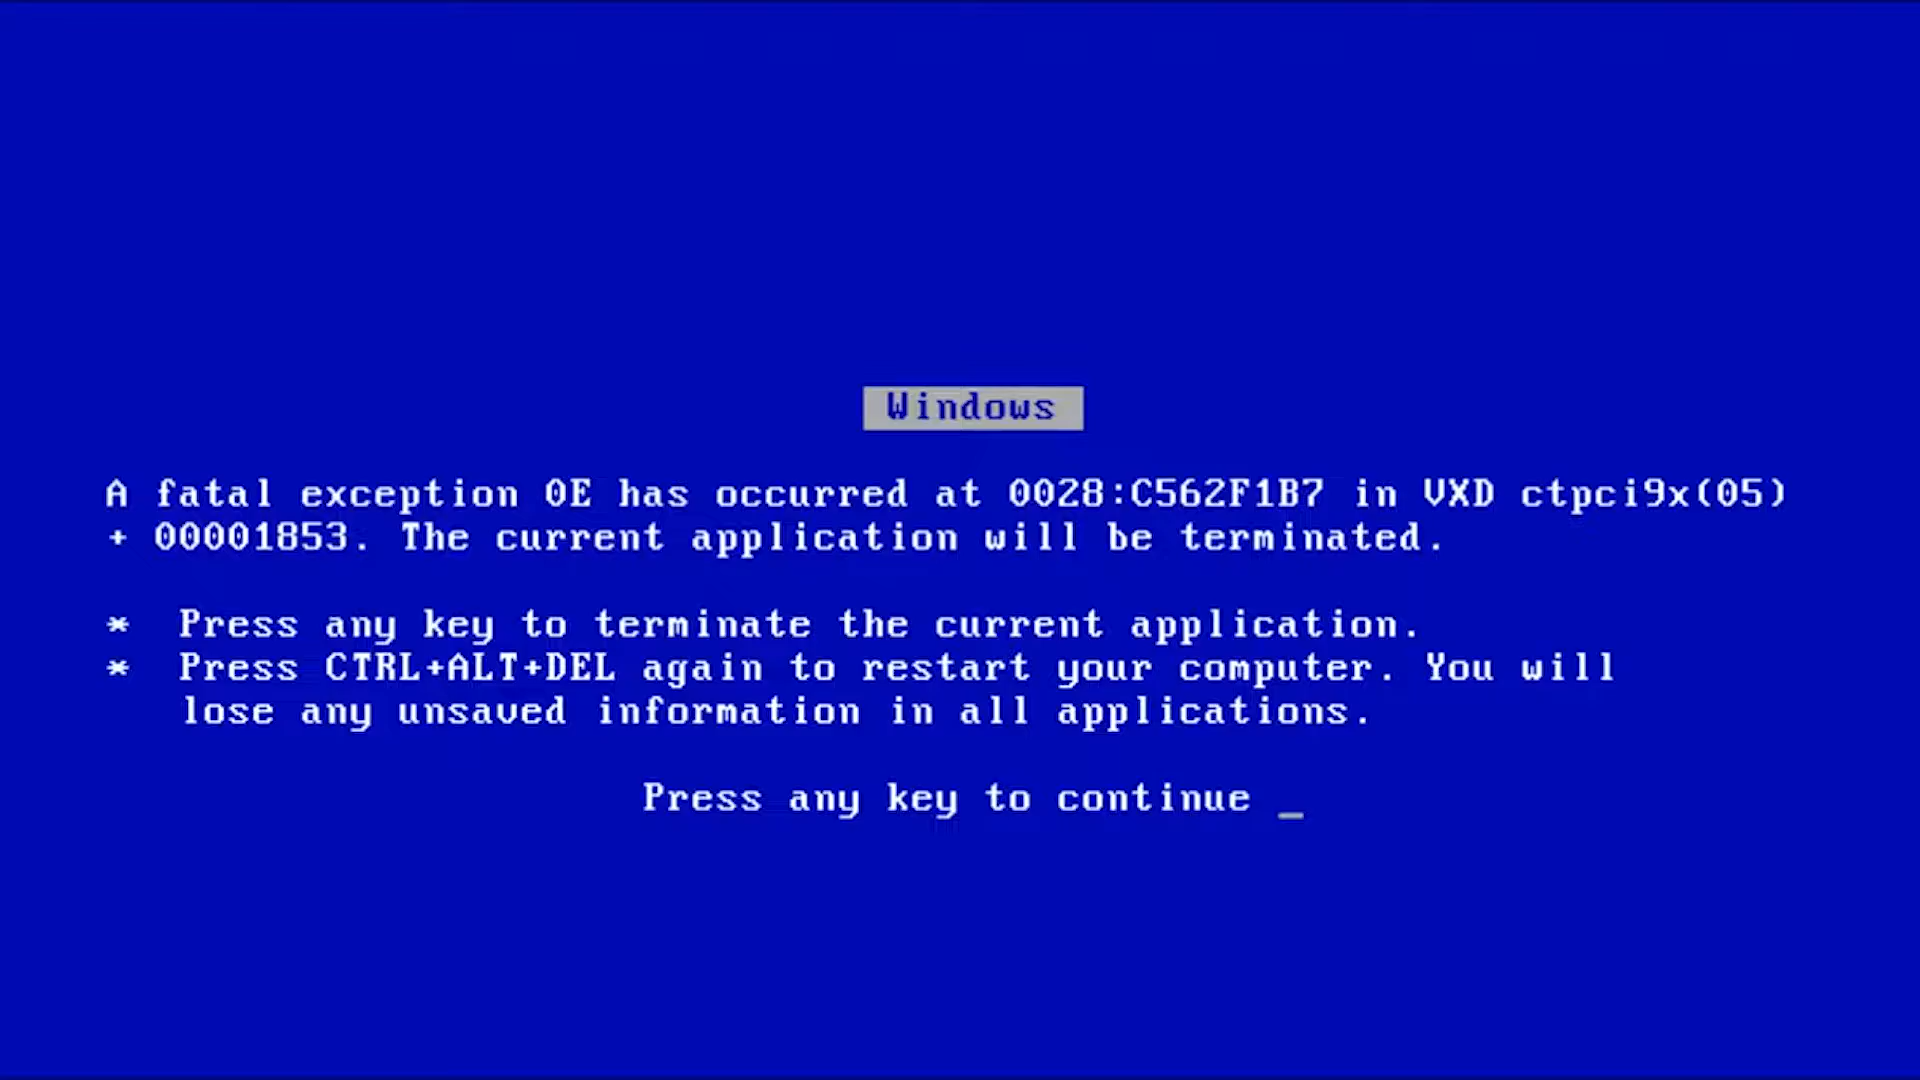 Windows
A fatal exception 0E has occurred at 0028:C562F1B7 in VXD ctpci9x(05)
+ 00001853. The current application will be terminated.
* Press any key to terminate the current application.
* Press CTRL+ALT+DEL again to restart your computer. You will
lose any unsaved information in all applications.
Press any key to continue _